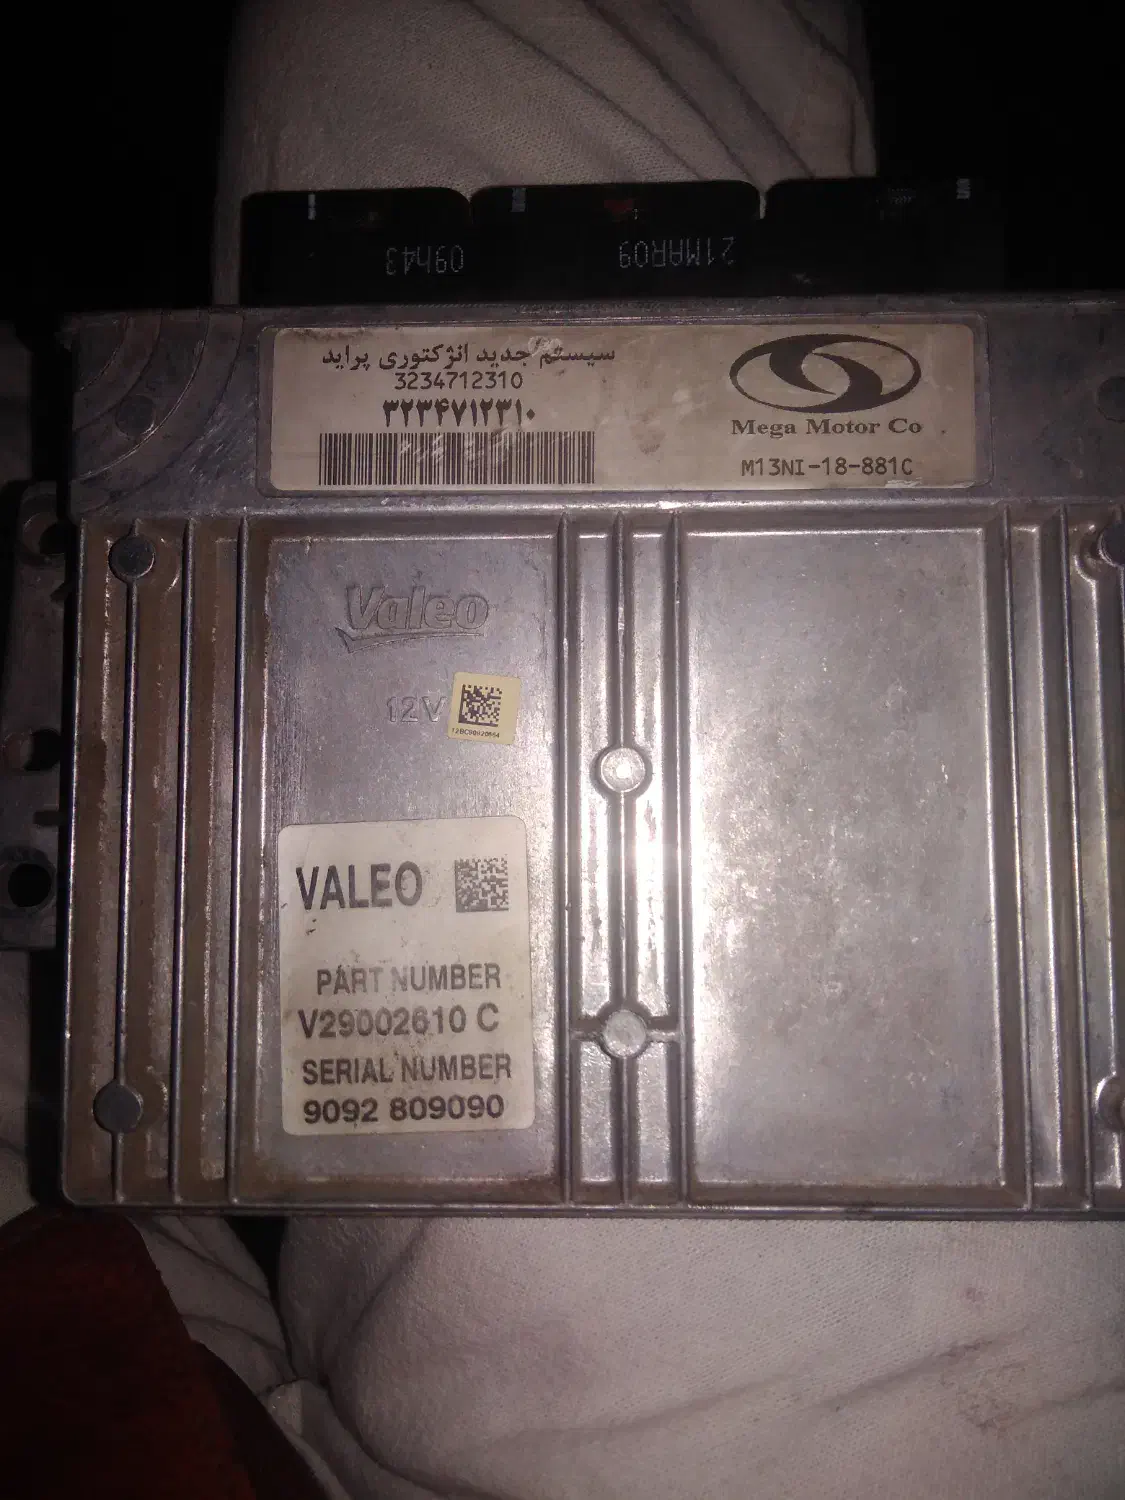 09h43
21MAR09
سیستم جدید انژکتوری پراید
3234712310
۳۲۳۴۷۱۲۳۱۰
Mega Motor Co
M13NI-18-881C
Valeo
12V
VALEO
PART NUMBER
V29002610 C
SERIAL NUMBER
9092 809090